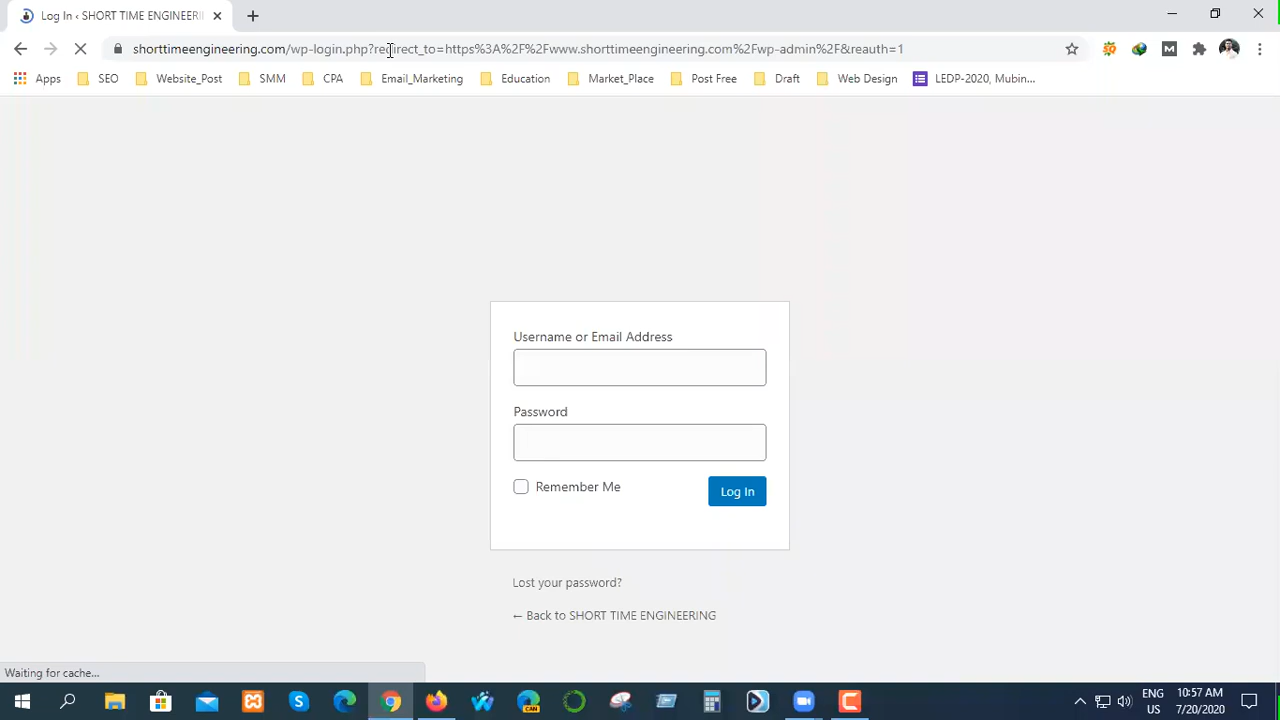 Log In ‹ SHORT TIME ENGINEERI
shorttimeengineering.com/wp-login.php?redirect_to=https%3A%2F%2Fwww.shorttimeengineering.com%2Fwp-admin%2F&reauth=1
Apps SEO Website_Post SMM CPA Email_Marketing Education Market_Place Post Free Draft Web Design LEDP-2020, Mubin...
Username or Email Address
Password
Remember Me Log In
Lost your password?
← Back to SHORT TIME ENGINEERING
Waiting for cache...
ENG 10:57 AM
US 7/20/2020